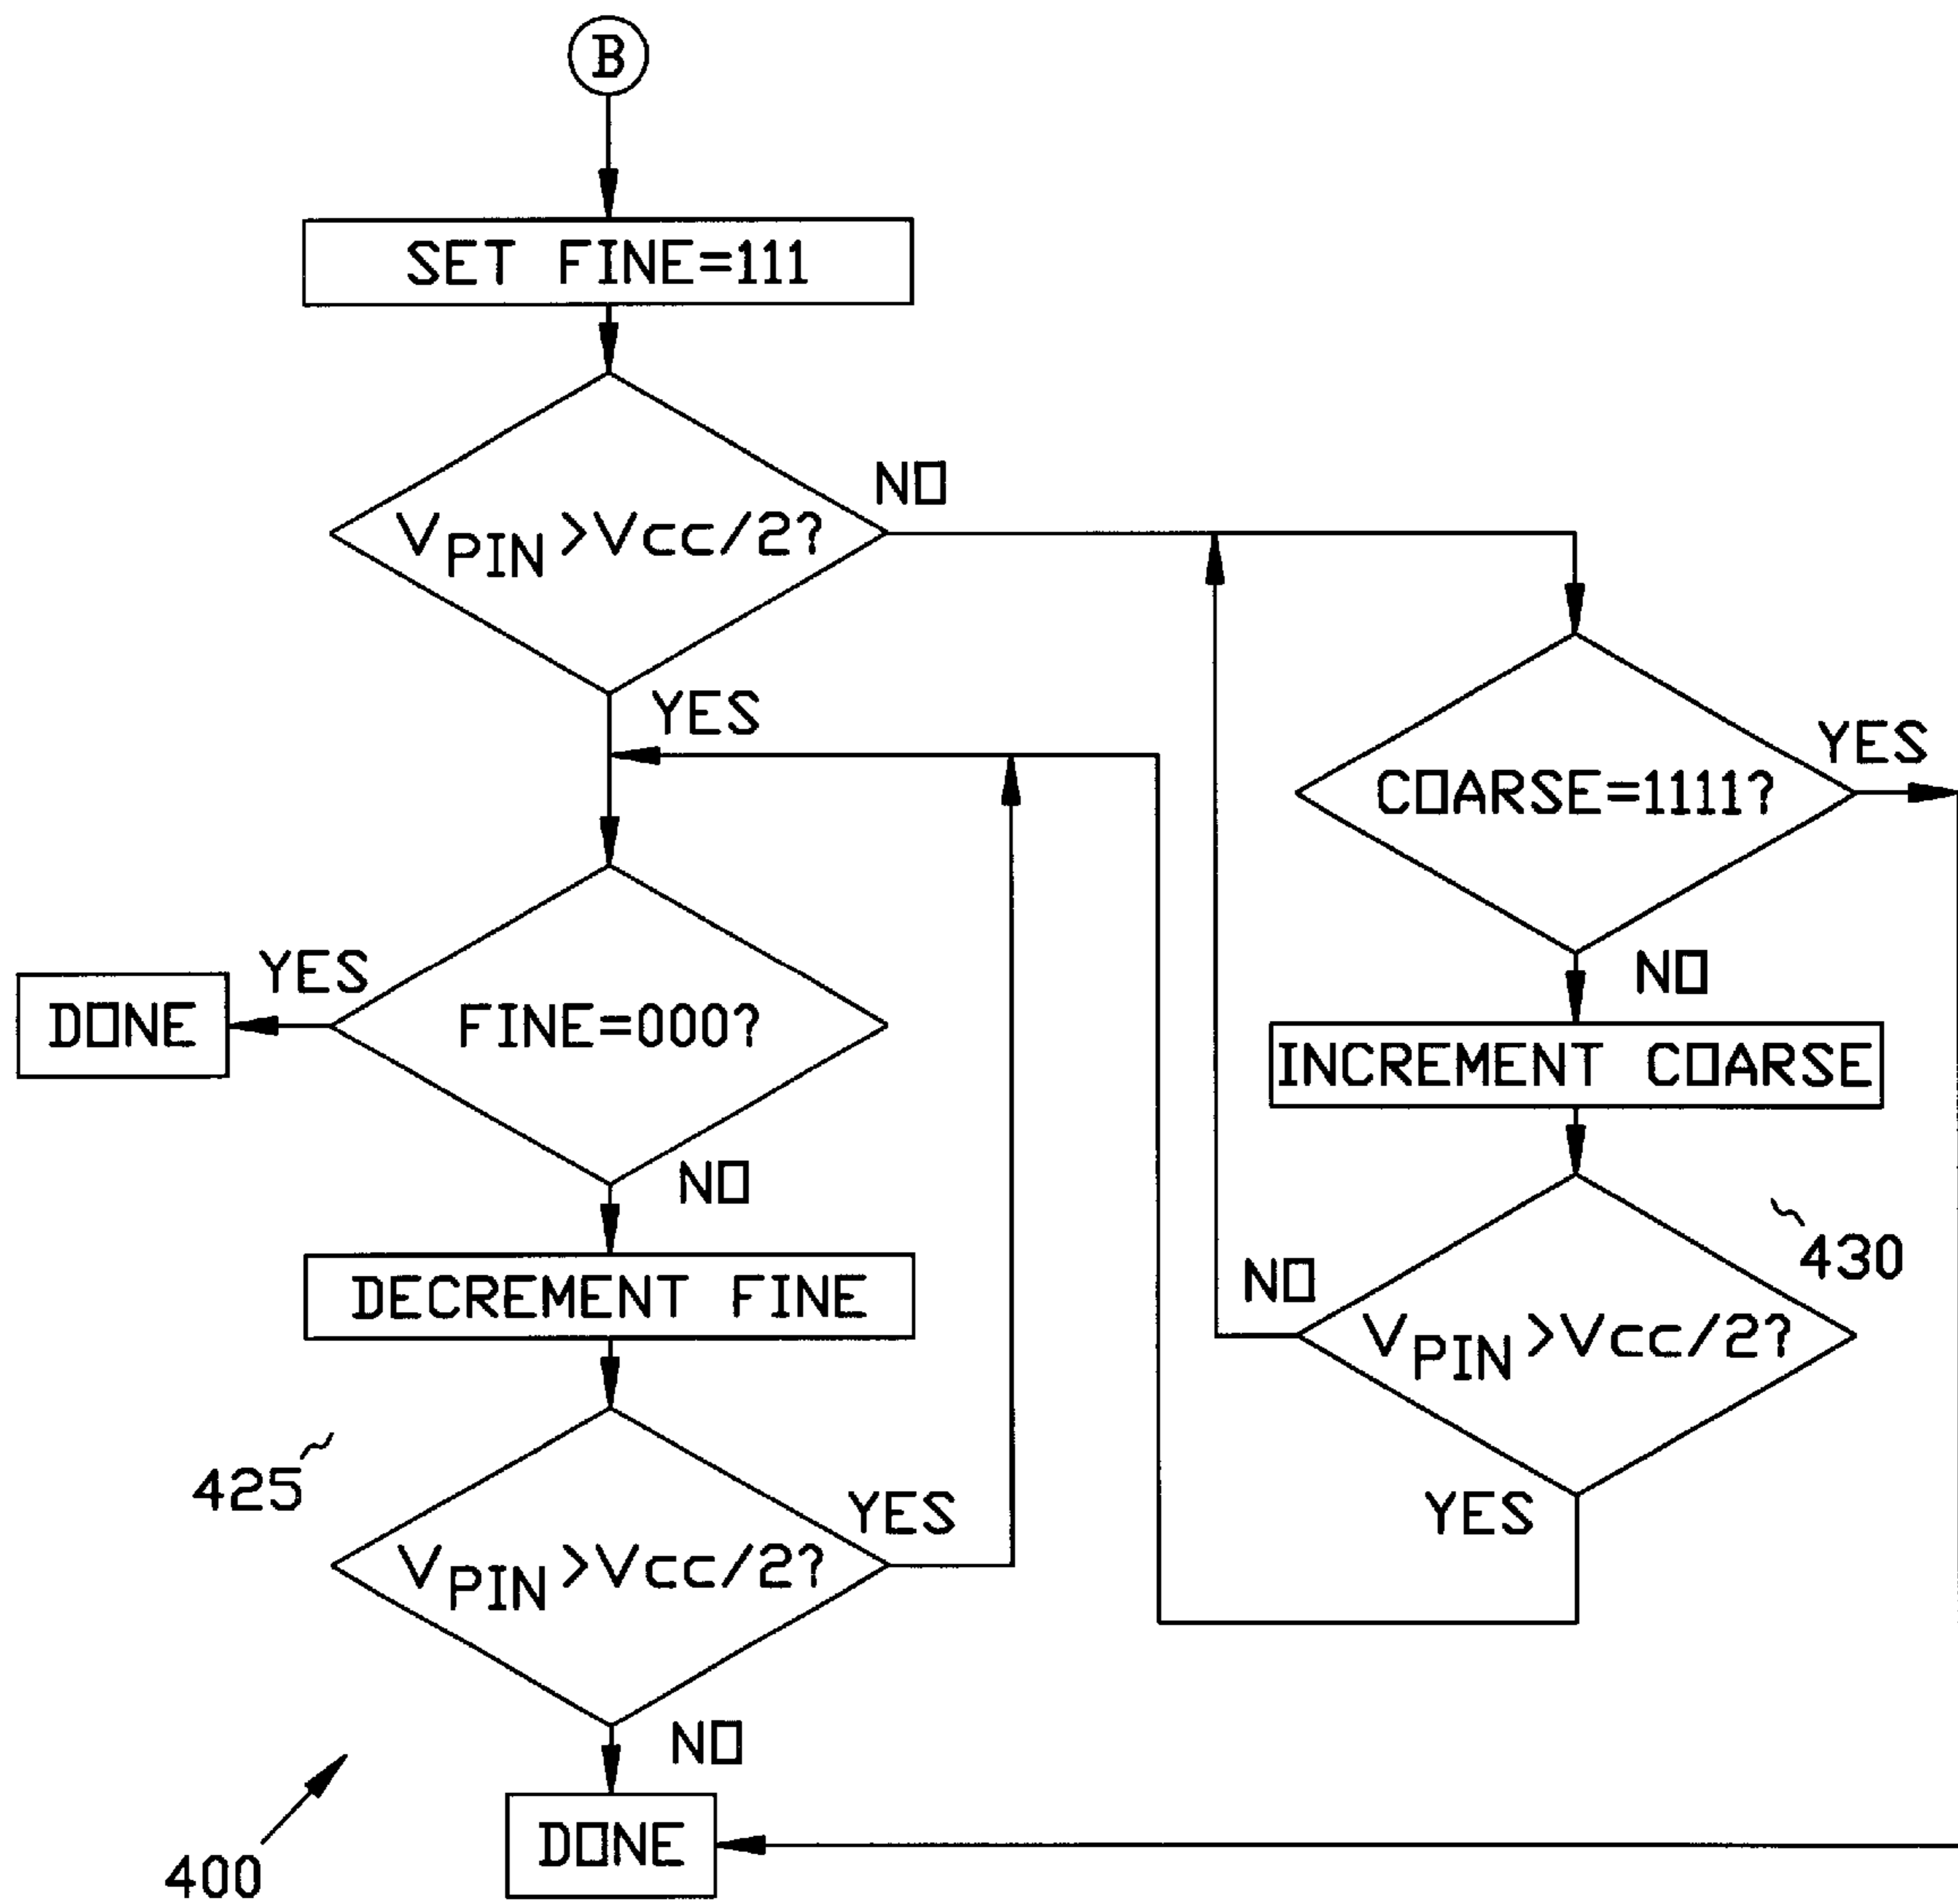 B
SET FINE=111
NO
VPIN>Vcc/2?
YES
YES
COARSE=1111?
YES
NO
DONE
FINE=000?
INCREMENT COARSE
NO
430
NO
DECREMENT FINE
VPIN>Vcc/2?
425
YES
YES
VPIN>Vcc/2?
NO
DONE
400